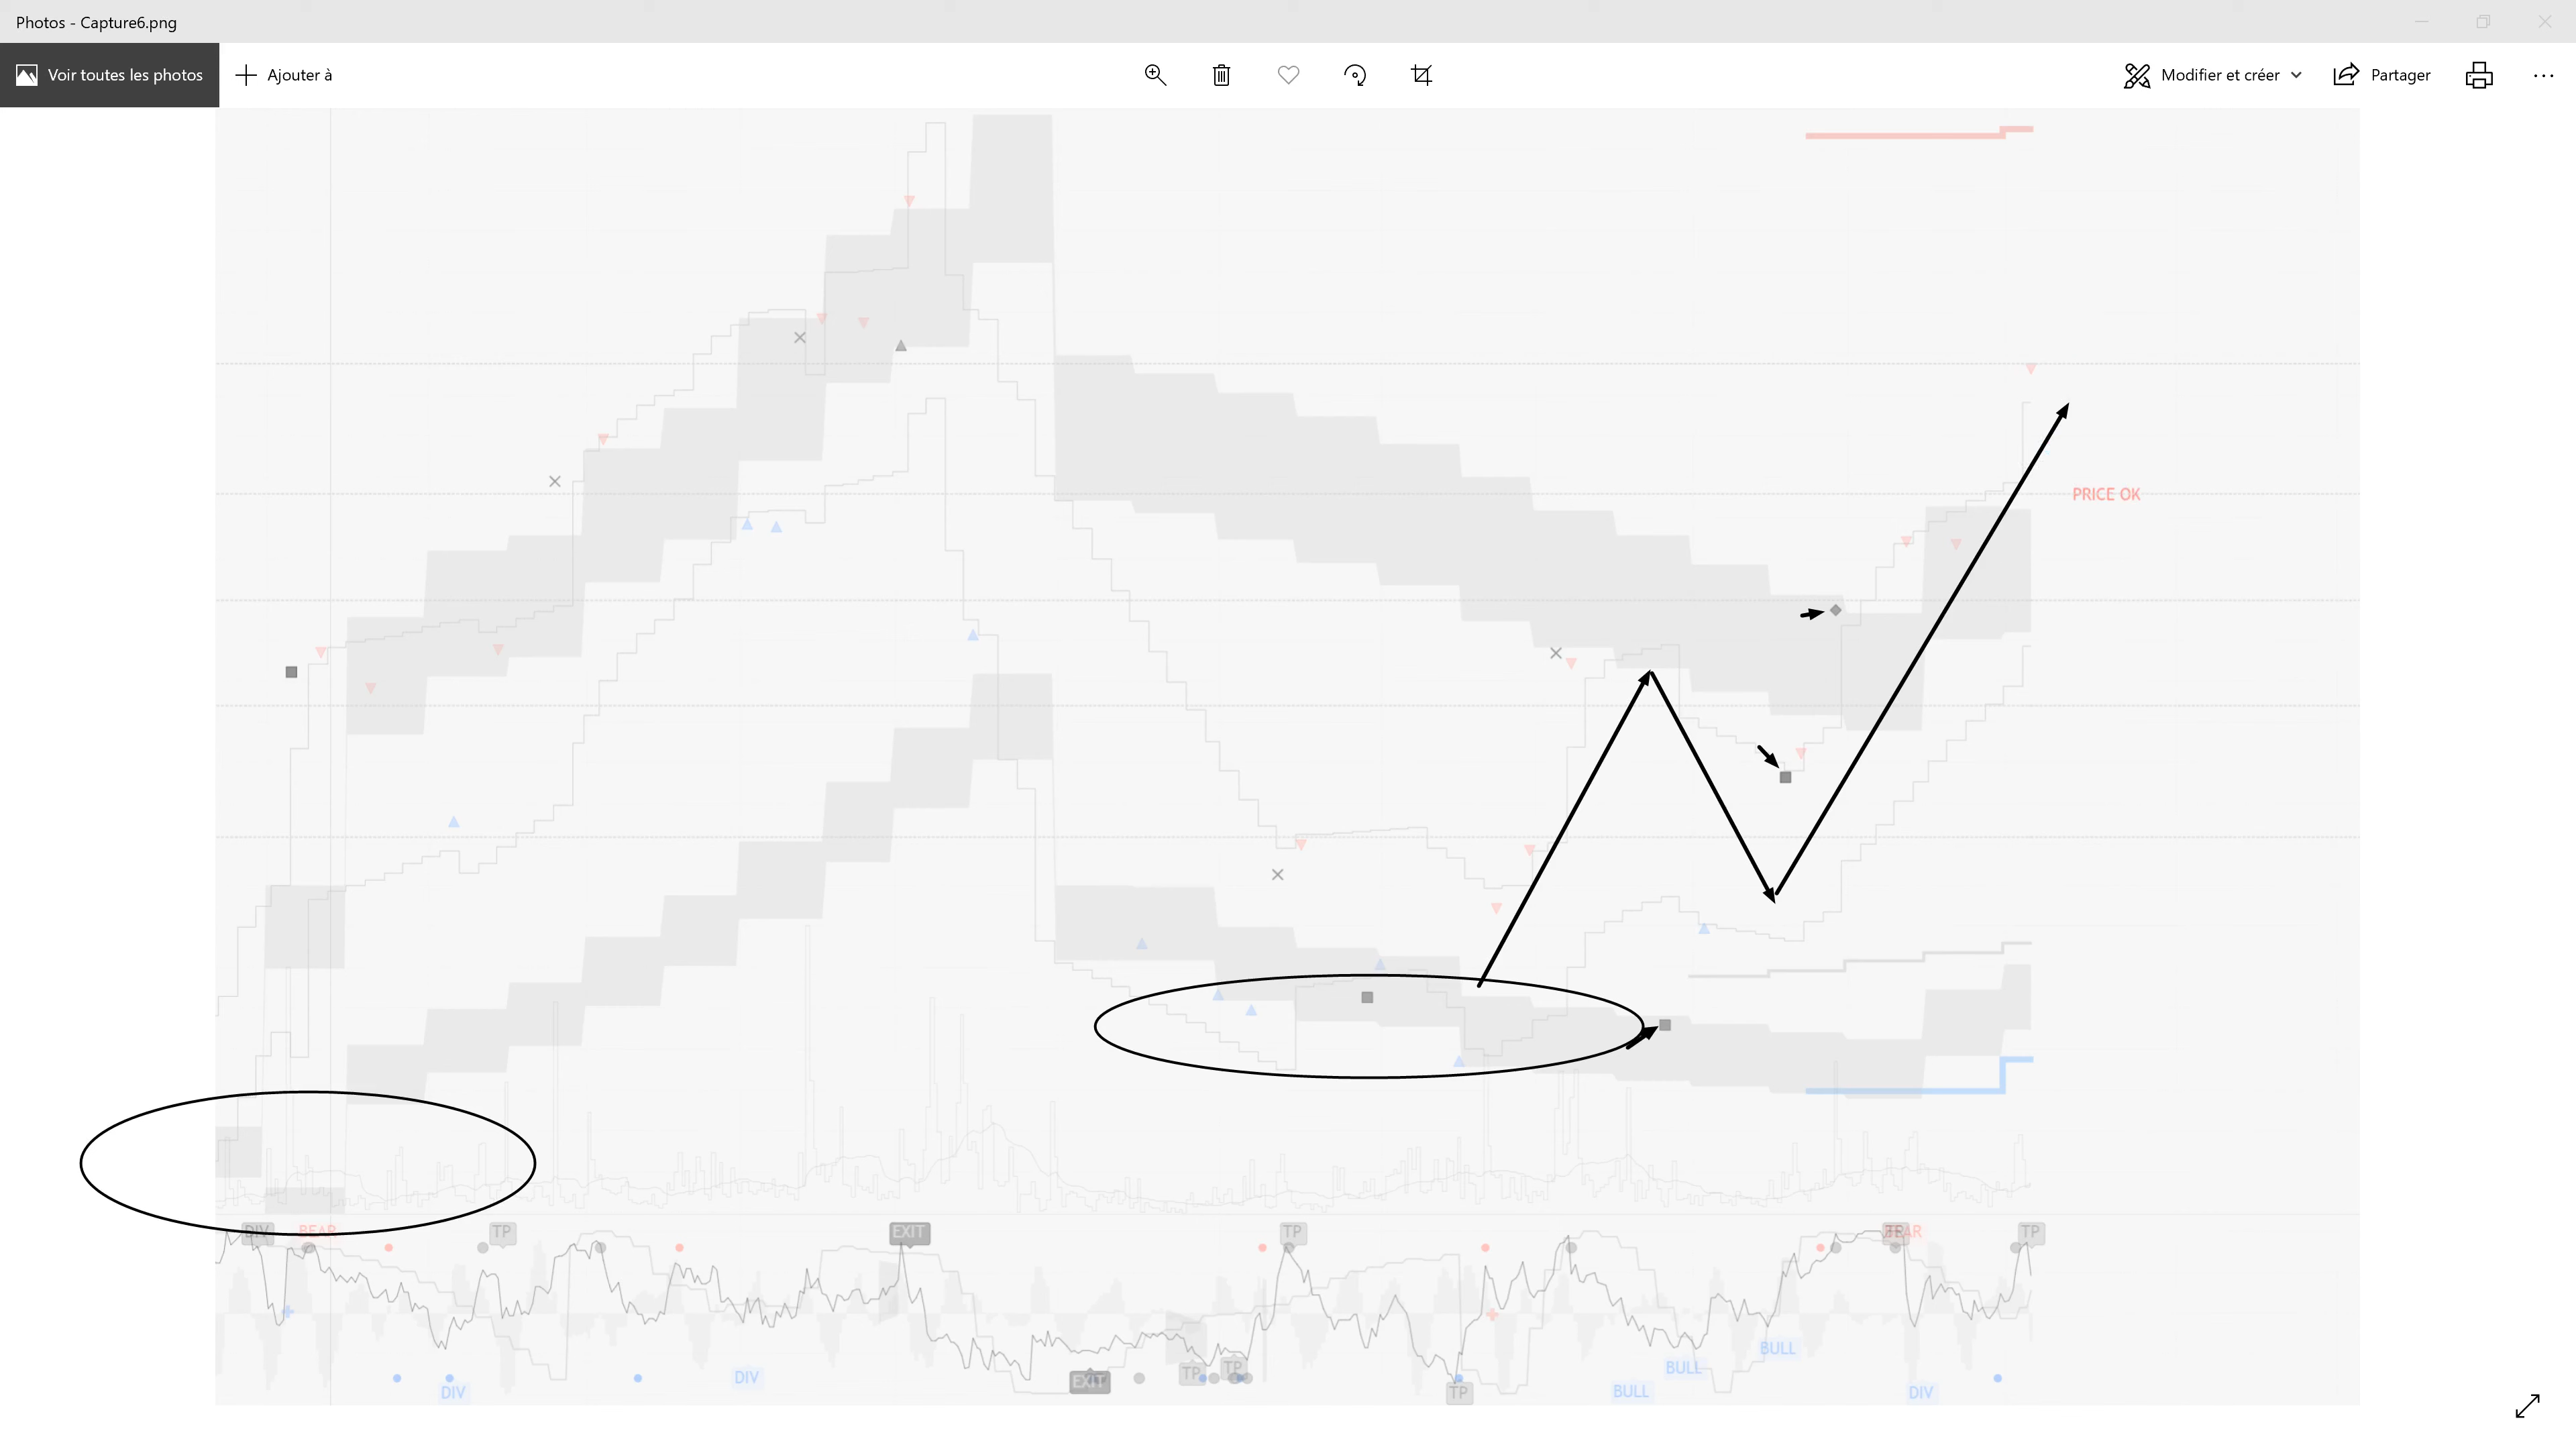 Photos - Capture6.png
Voir toutes les photos
Ajouter à
Modifier et créer
Partager
PRICE OK
DIV
BEAR
TP
EXIT
TP
TP
BULL
BULL
BULL
TP
TP
EXIT
TP
DIV
DIV
DIV